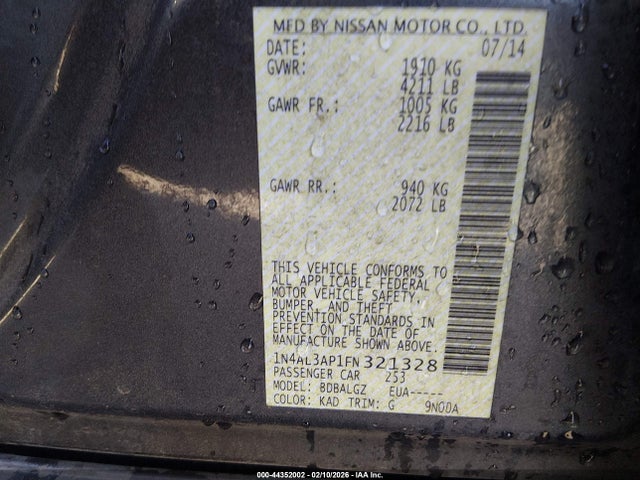 MFD BY NISSAN MOTOR CO., LTD.
DATE: 07/14
GVWR: 1910 KG
4211 LB
GAWR FR.: 1005 KG
2216 LB
GAWR RR.: 940 KG
2072 LB
THIS VEHICLE CONFORMS TO
ALL APPLICABLE FEDERAL
MOTOR VEHICLE SAFETY,
BUMPER, AND THEFT
PREVENTION STANDARDS IN
EFFECT ON THE DATE OF
MANUFACTURE SHOWN ABOVE.
1N4AL3AP1FN321328
PASSENGER CAR 253
MODEL: BDBALGZ EUA-----
COLOR: KAD TRIM: G 9N00A
000-44352002 - 02/10/2026 - IAA Inc.